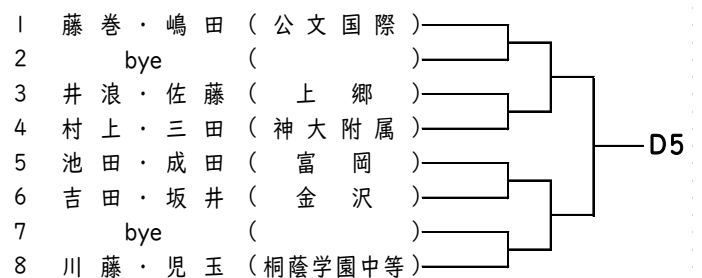 1 藤巻・嶋田 (公文国際)
2 bye ( )
3 井浪・佐藤 (上郷)
4 村上・三田 (神大附属)
D5
5 池田・成田 (富岡)
6 吉田・坂井 (金沢)
7 bye ( )
8 川藤・児玉 (桐蔭学園中等)